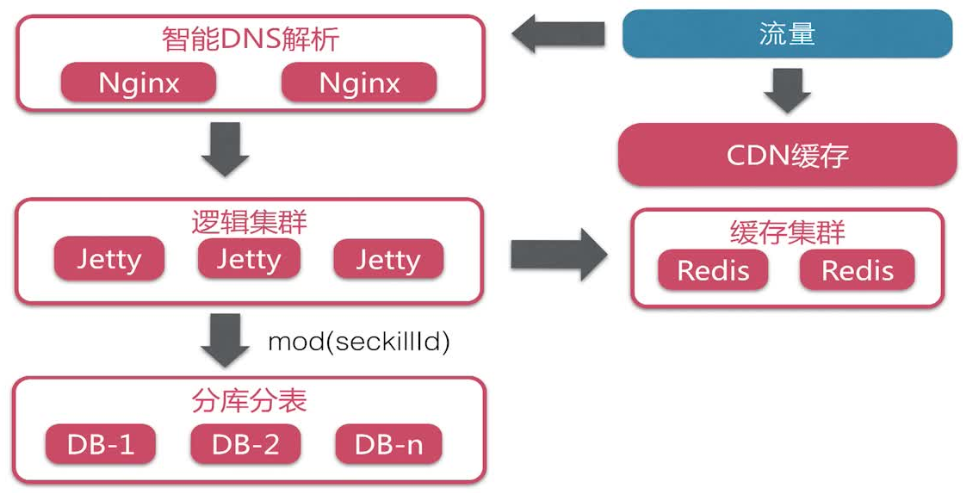 智能DNS解析
Nginx
Nginx
流量
CDN缓存
逻辑集群
Jetty
Jetty
Jetty
缓存集群
Redis
Redis
mod(seckillId)
分库分表
DB-1
DB-2
DB-n